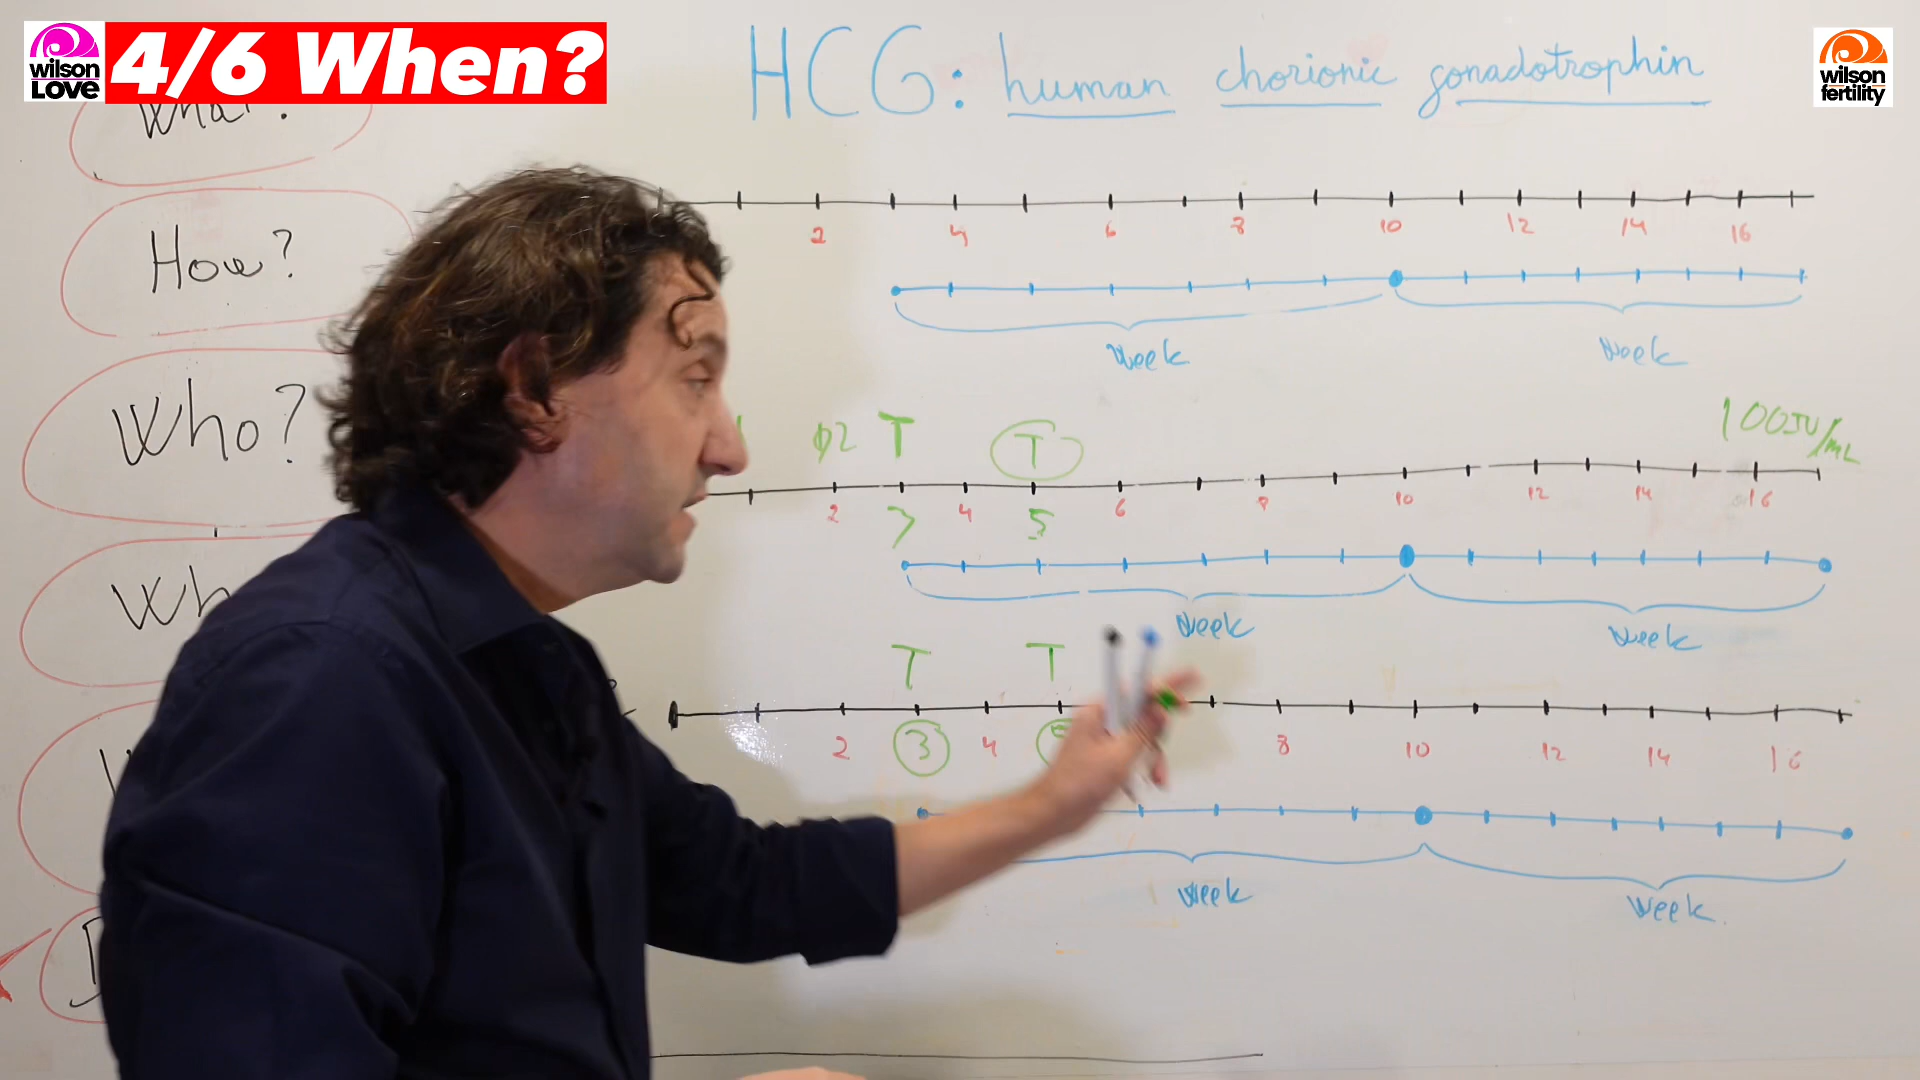 wilson
LOVE
4/6 When?
wilson
fertility
HCG: human chorionic gonadotrophin
How?
Who?
2 4 6 8 10 12 14 16
week week
T T 100IU/mL
2 3 4 5 6 8 10 12 14 16
week week
T T
2 3 4 8 10 12 14 16
week week